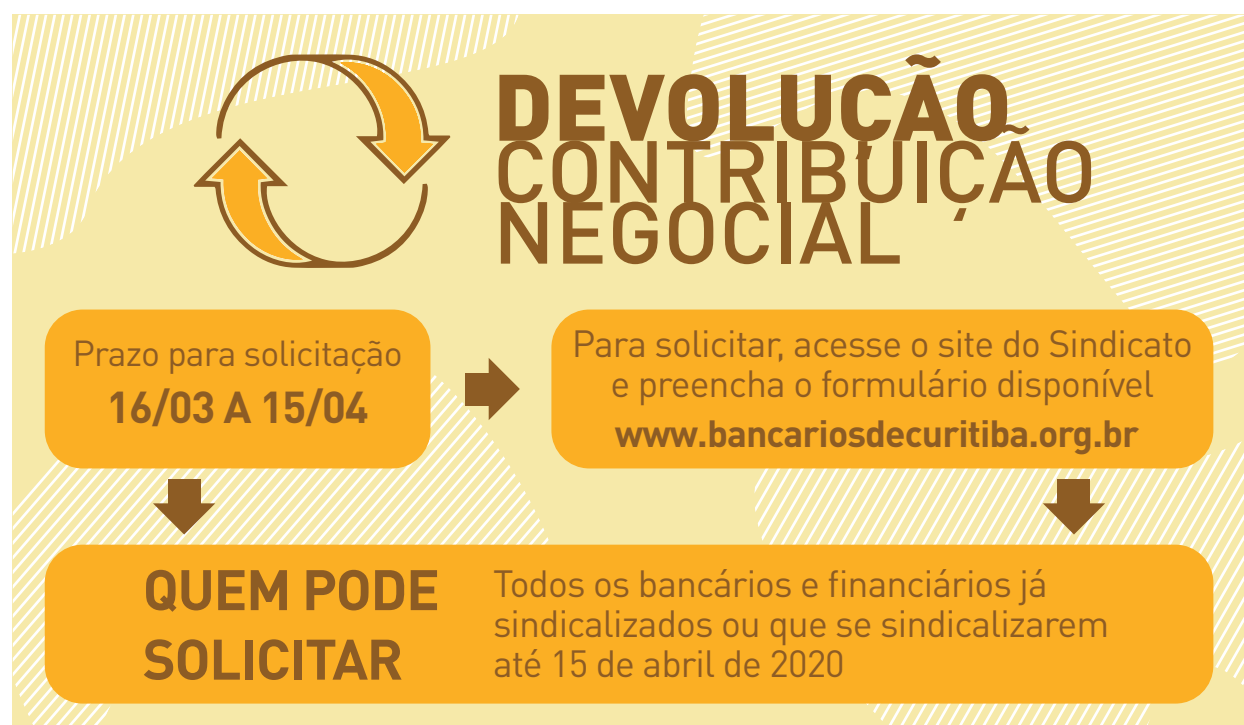 DEVOLUÇÃO
CONTRIBUIÇÃO
NEGOCIAL
Prazo para solicitação
16/03 A 15/04
Para solicitar, acesse o site do Sindicato
e preencha o formulário disponível
www.bancariosdecuritiba.org.br
QUEM PODE
SOLICITAR
Todos os bancários e financiários já
sindicalizados ou que se sindicalizarem
até 15 de abril de 2020